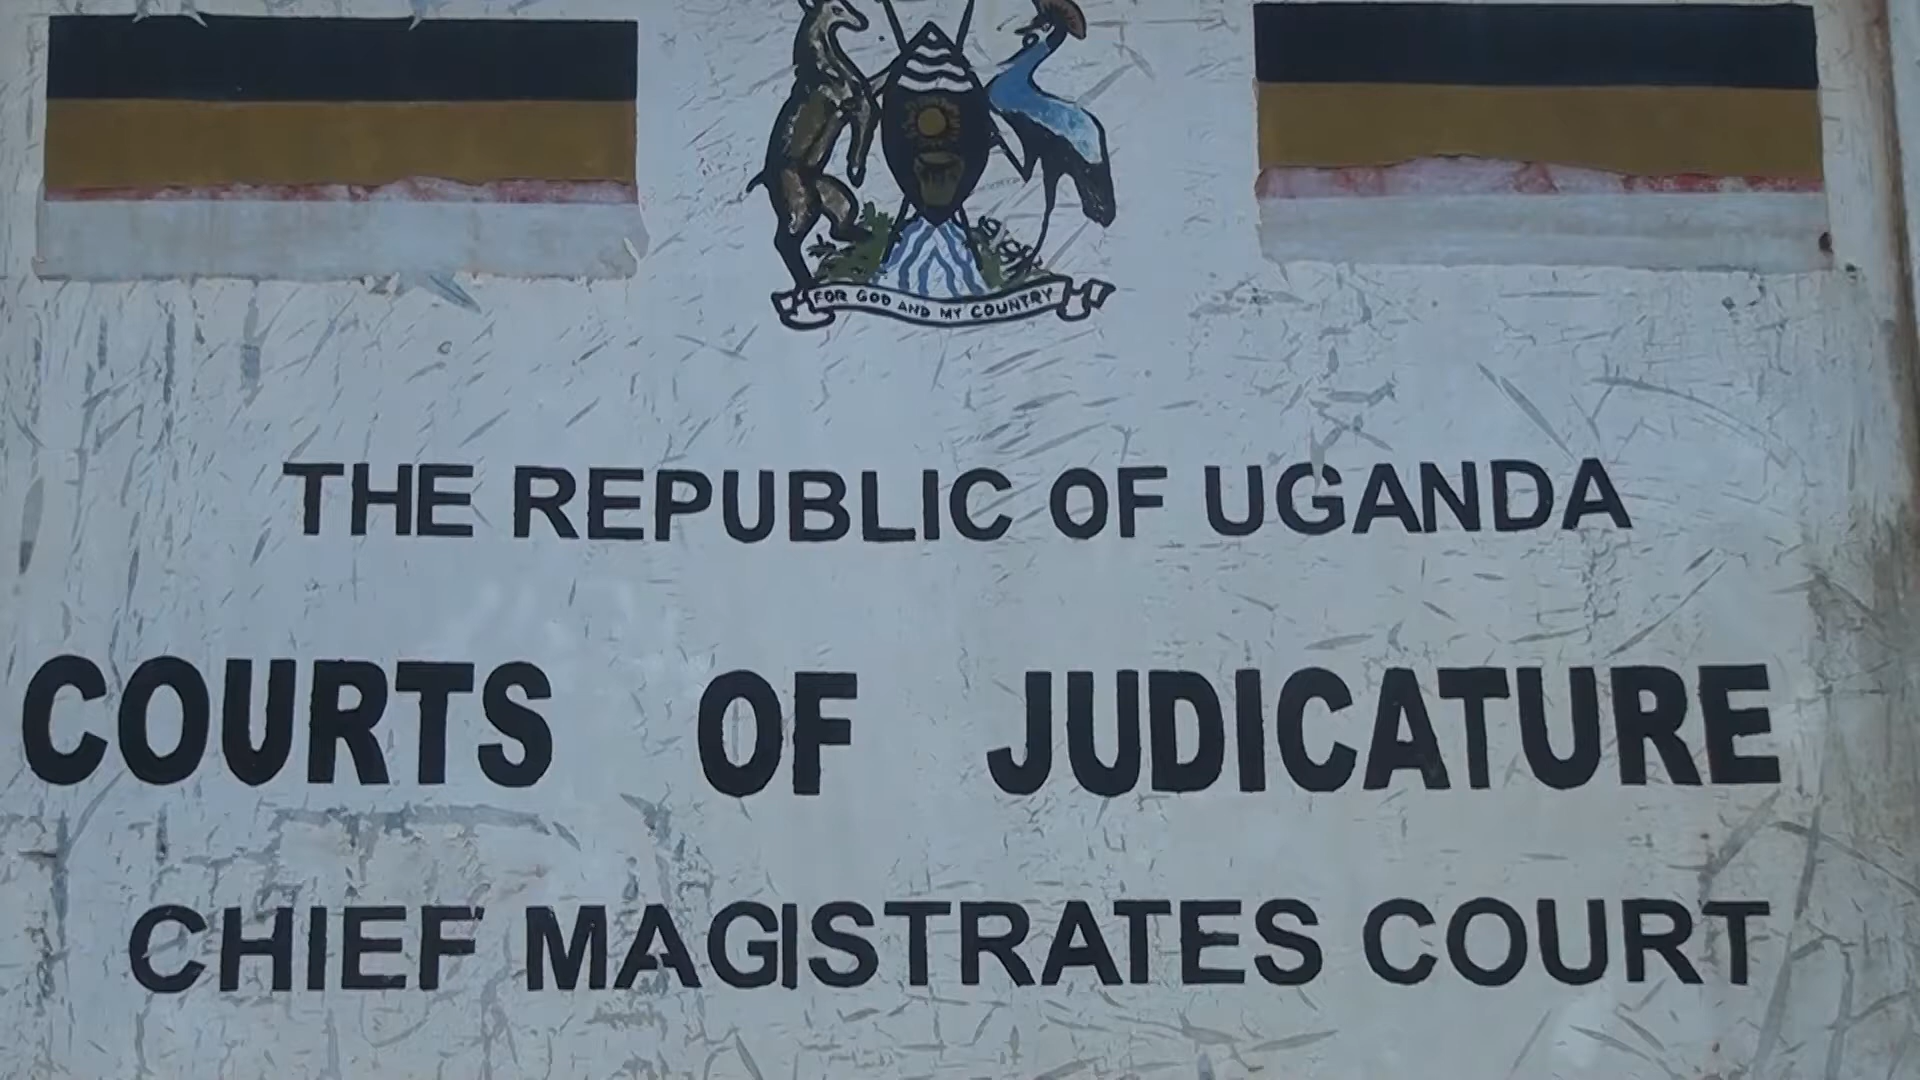 FOR GOD AND MY COUNTRY
THE REPUBLIC OF UGANDA
COURTS OF JUDICATURE
CHIEF MAGISTRATES COURT